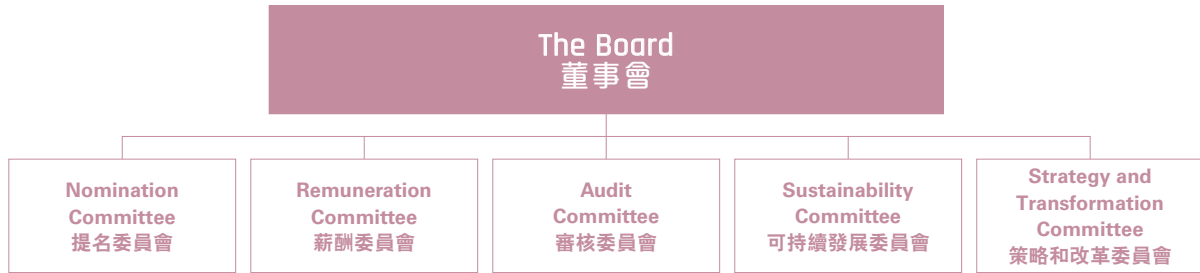 The Board
董事會
Nomination
Committee
提名委員會
Remuneration
Committee
薪酬委員會
Audit
Committee
審核委員會
Sustainability
Committee
可持續發展委員會
Strategy and
Transformation
Committee
策略和改革委員會